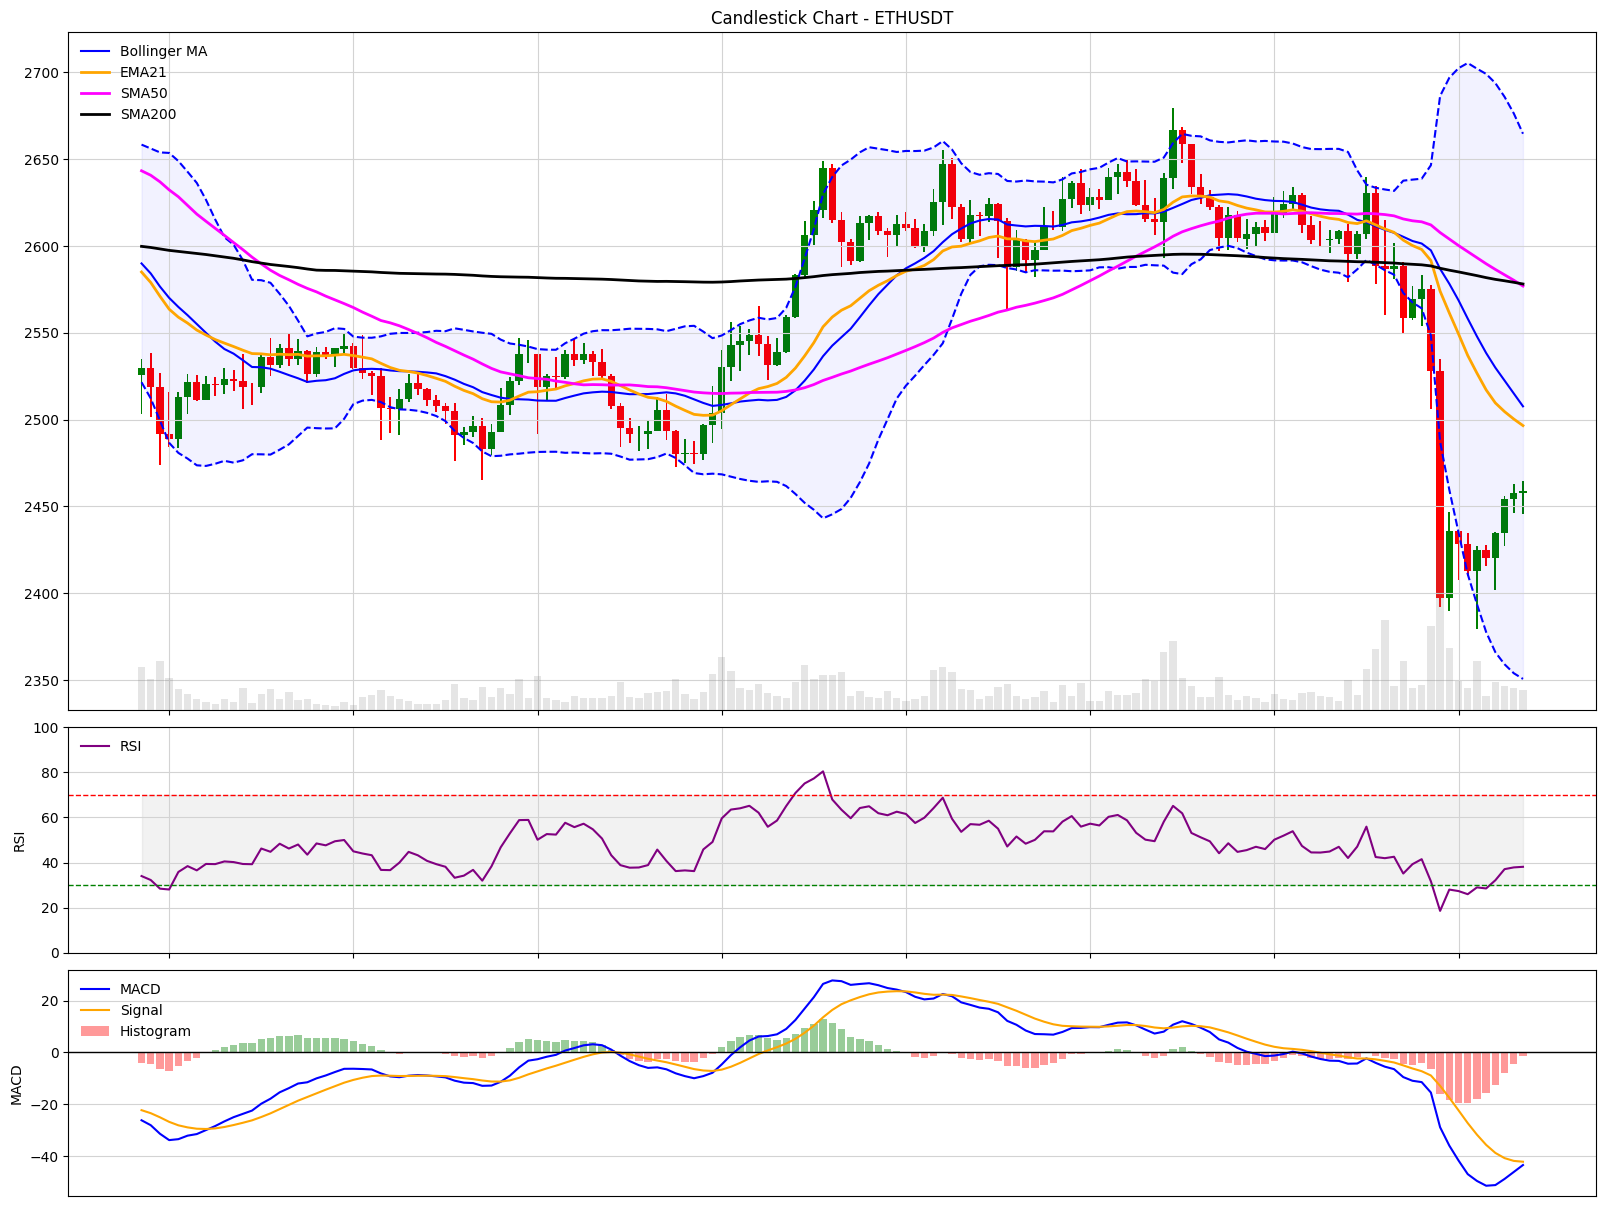 Candlestick Chart - ETHUSDT
Bollinger MA
EMA21
SMA50
SMA200
2700
2650
2600
2550
2500
2450
2400
2350
RSI
RSI
100
80
60
40
20
0
MACD
Signal
Histogram
MACD
20
0
−20
−40